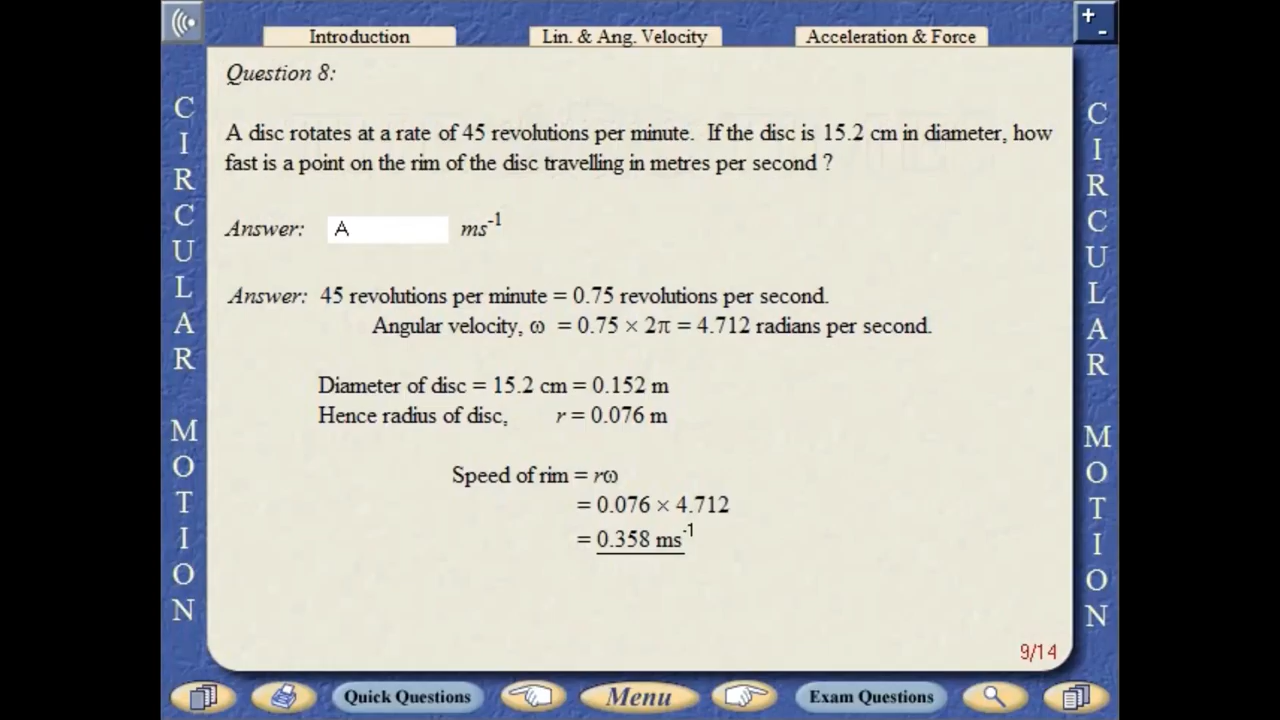 Introduction
Lin. & Ang. Velocity
Acceleration & Force
+
-
CIRCULAR MOTION
Question 8:
A disc rotates at a rate of 45 revolutions per minute. If the disc is 15.2 cm in diameter, how
fast is a point on the rim of the disc travelling in metres per second ?
Answer: A ms⁻¹
Answer: 45 revolutions per minute = 0.75 revolutions per second.
Angular velocity, ω = 0.75 × 2π = 4.712 radians per second.
Diameter of disc = 15.2 cm = 0.152 m
Hence radius of disc, r = 0.076 m
Speed of rim = rω
= 0.076 × 4.712
= 0.358 ms⁻¹
CIRCULAR MOTION
9/14
Quick Questions
Menu
Exam Questions